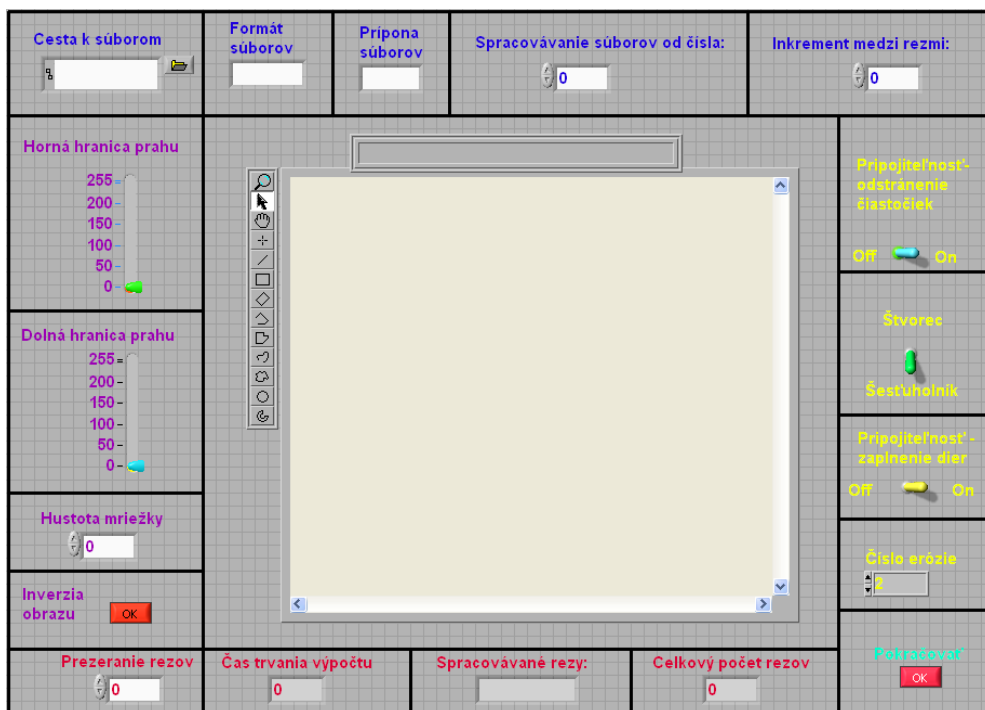 Cesta k súborom
Formát
súborov
Prípona
súborov
Spracovávanie súborov od čísla:
0
Inkrement medzi rezmi:
0
Horná hranica prahu
255
200
150
100
50
0
Dolná hranica prahu
255
200
150
100
50
0
Hustota mriežky
0
Inverzia
obrazu
OK
Pripojiteľnosť-
odstránenie
čiastočiek
Off On
Štvorec
Šesťuholník
Pripojiteľnosť -
zaplnenie dier
Off On
Číslo erózie
2
Pokračovať
OK
Prezeranie rezov
0
Čas trvania výpočtu
0
Spracovávané rezy:
Celkový počet rezov
0